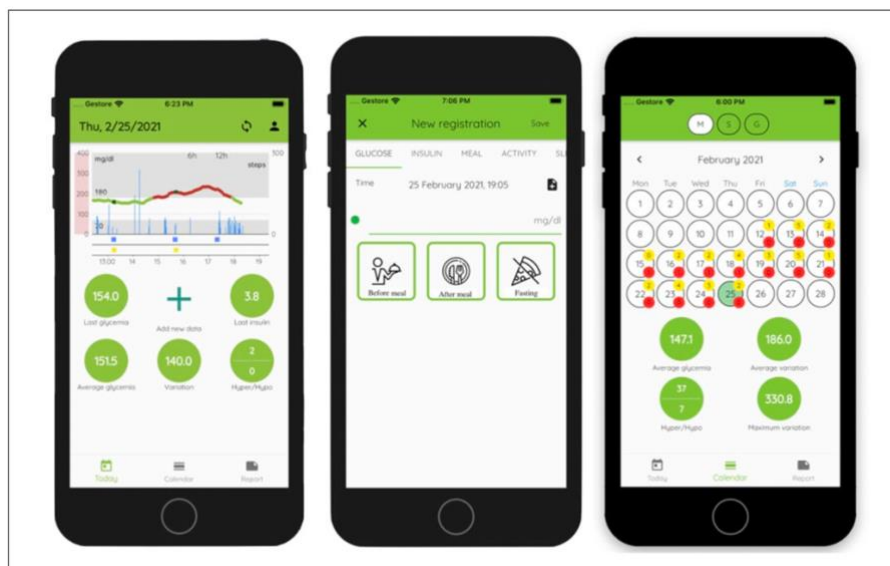 .... Gestore 6:23 PM
Thu, 2/25/2021
400 mg/dl 6h 12h 500
300 steps
180
100
70
0 0
13:00 14 15 16 17 18 19
154.0 3.8
Last glycemia Add new data Last insulin
151.5 140.0 2
0
Average glycemia Variation Hyper/Hypo
Today Calendar Report
.... Gestore 7:06 PM
New registration Save
GLUCOSE INSULIN MEAL ACTIVITY SL
Time 25 February 2021, 19:05
mg/dl
Before meal After meal Fasting
.... Gestore 6:00 PM
M S G
February 2021
Mon Tue Wed Thu Fri Sat Sun
1 2 3 4 5 6 7
8 9 10 11 12 13 14
15 16 17 18 19 20 21
22 23 24 25 26 27 28
147.1 186.0
Average glycemia Average variation
37
7 330.8
Hyper/Hypo Maximum variation
Today Calendar Report